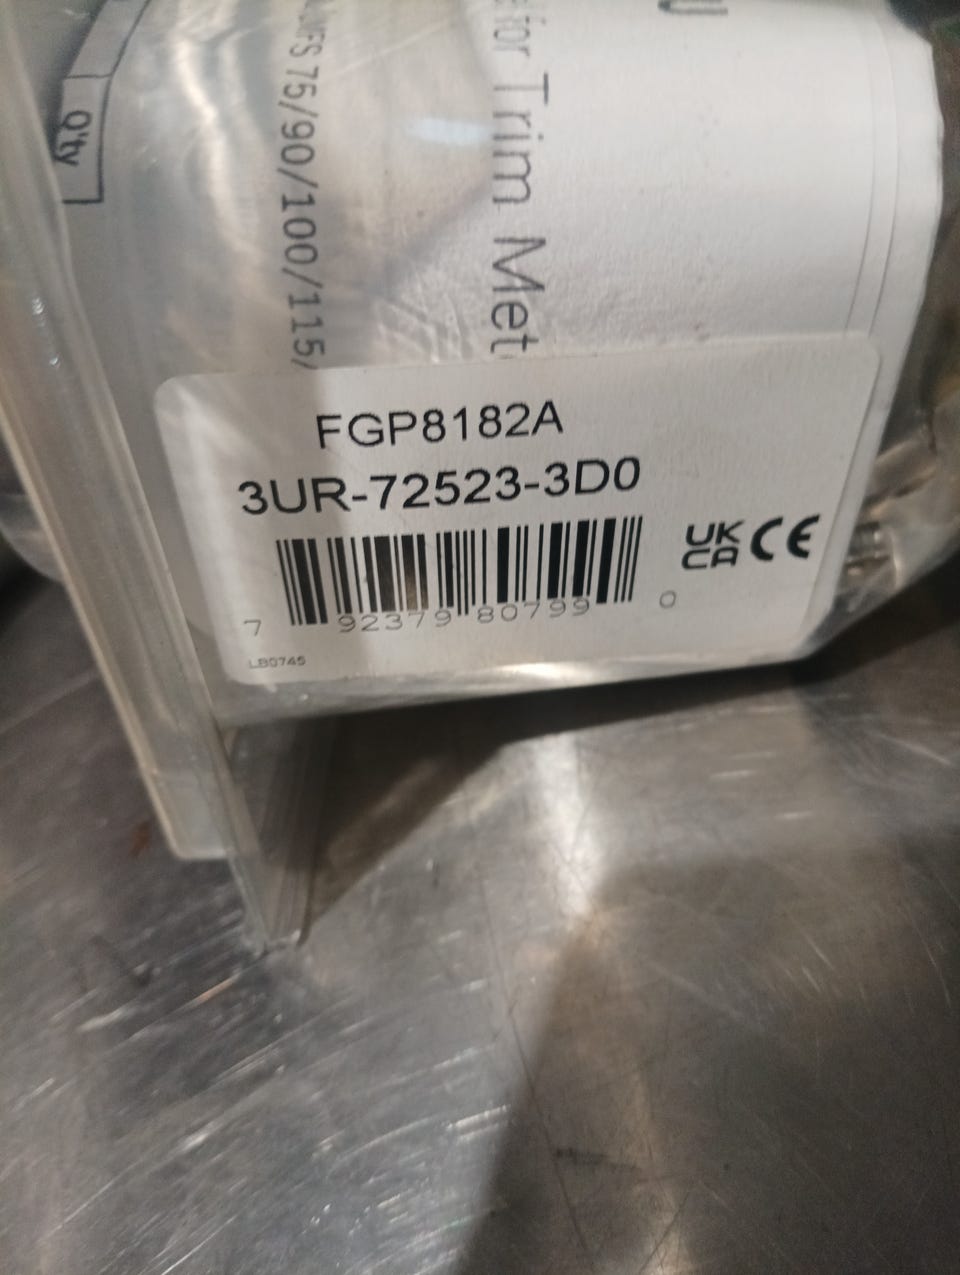 for Trim Met
MFS 75/90/100/115/
Q'ty
FGP8182A
3UR-72523-3D0
UK
CA CE
7 92379 80799 0
LB0745